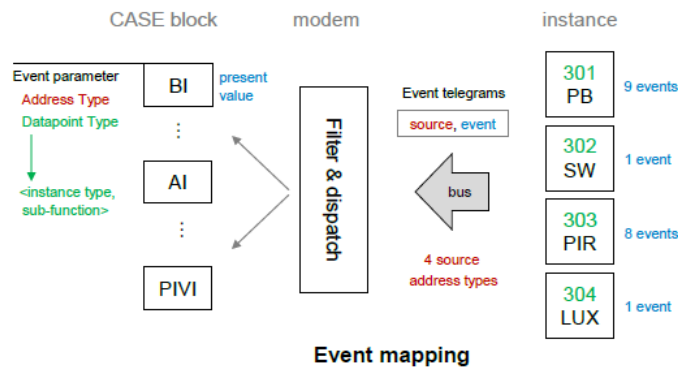 CASE block
modem
instance
Event parameter
Address Type
Datapoint Type
<instance type,
sub-function>
BI
present
value
⋮
AI
⋮
PIVI
Filter & dispatch
Event telegrams
source, event
bus
4 source
address types
301
PB
9 events
302
SW
1 event
303
PIR
8 events
304
LUX
1 event
Event mapping